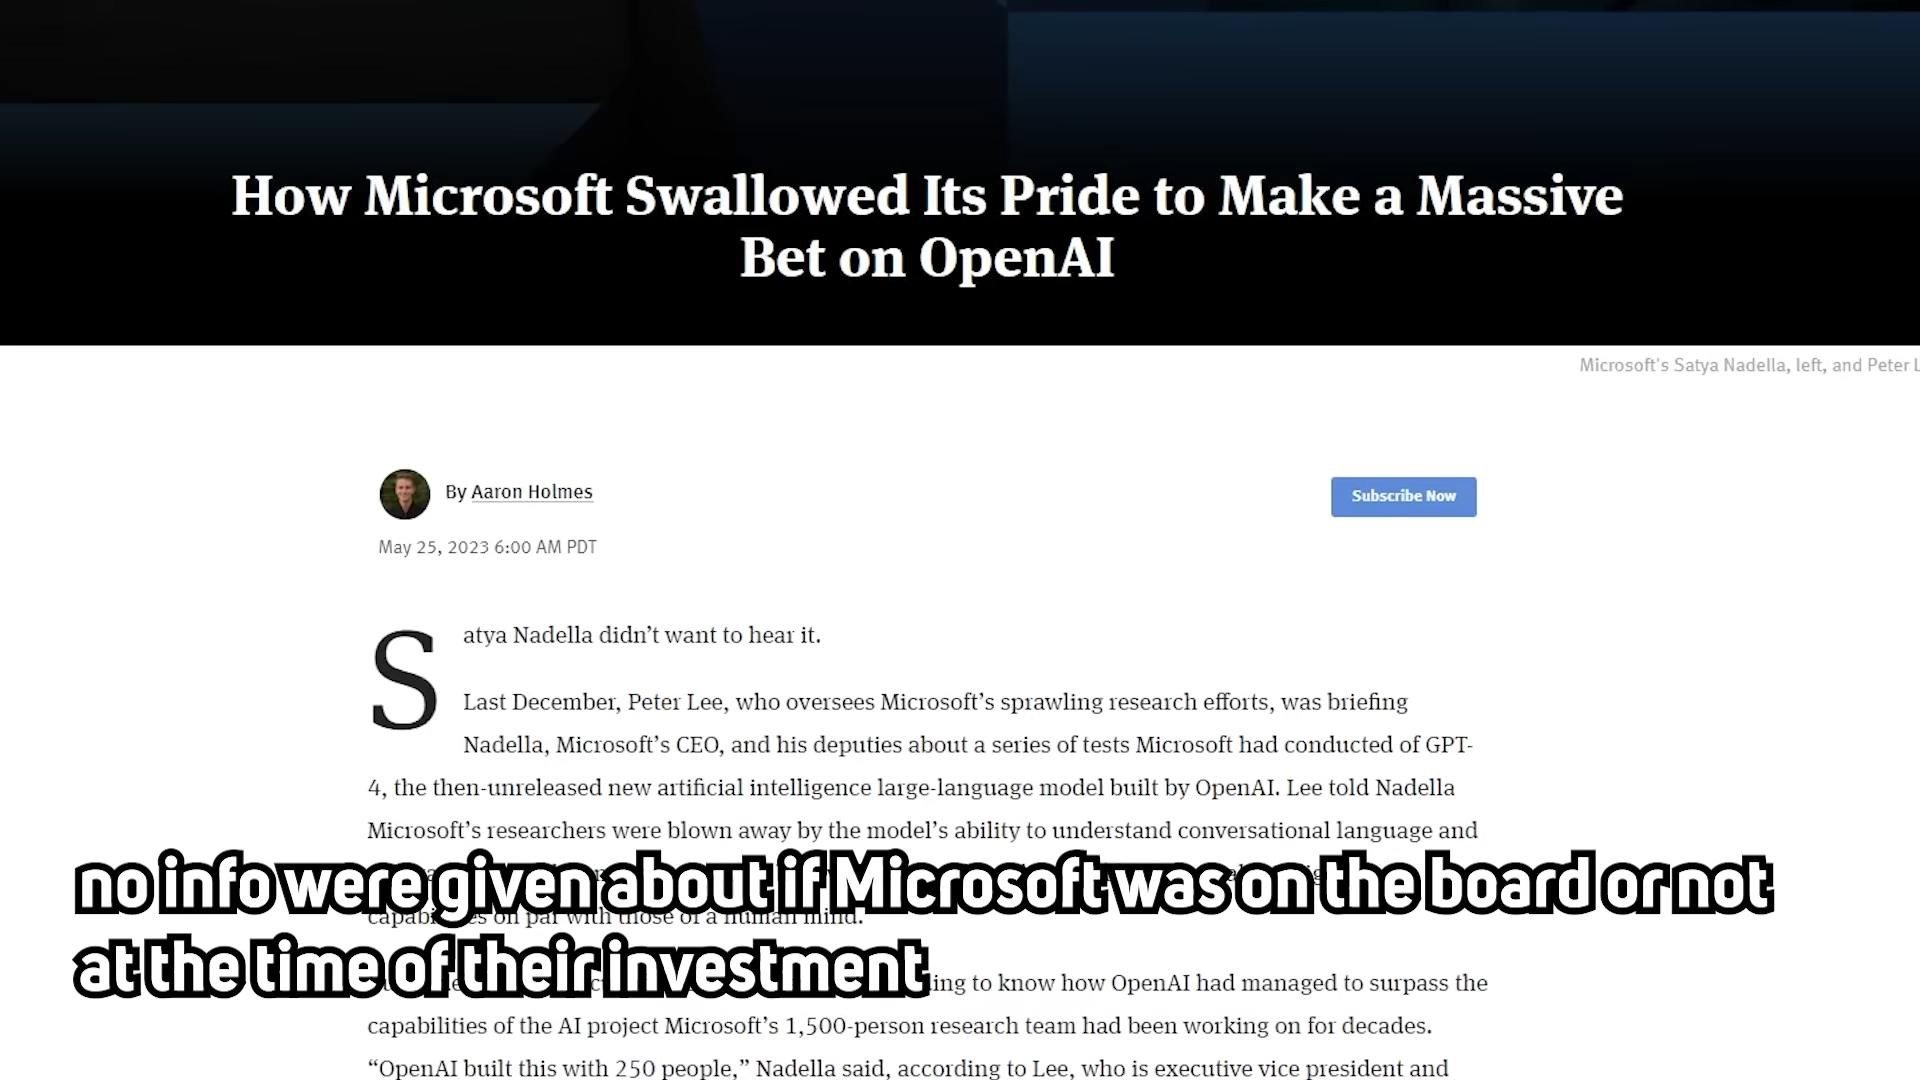 How Microsoft Swallowed Its Pride to Make a Massive
Bet on OpenAI
Microsoft's Satya Nadella, left, and Peter
By Aaron Holmes
Subscribe Now
May 25, 2023 6:00 AM PDT
Satya Nadella didn’t want to hear it.
Last December, Peter Lee, who oversees Microsoft’s sprawling research efforts, was briefing
Nadella, Microsoft’s CEO, and his deputies about a series of tests Microsoft had conducted of GPT-
4, the then-unreleased new artificial intelligence large-language model built by OpenAI. Lee told Nadella
Microsoft’s researchers were blown away by the model’s ability to understand conversational language and
no info were given about if Microsoft was on the board or not
on par with those of a human mind.
at the time of their investment
to know how OpenAI had managed to surpass the
capabilities of the AI project Microsoft’s 1,500-person research team had been working on for decades.
“OpenAI built this with 250 people,” Nadella said, according to Lee, who is executive vice president and